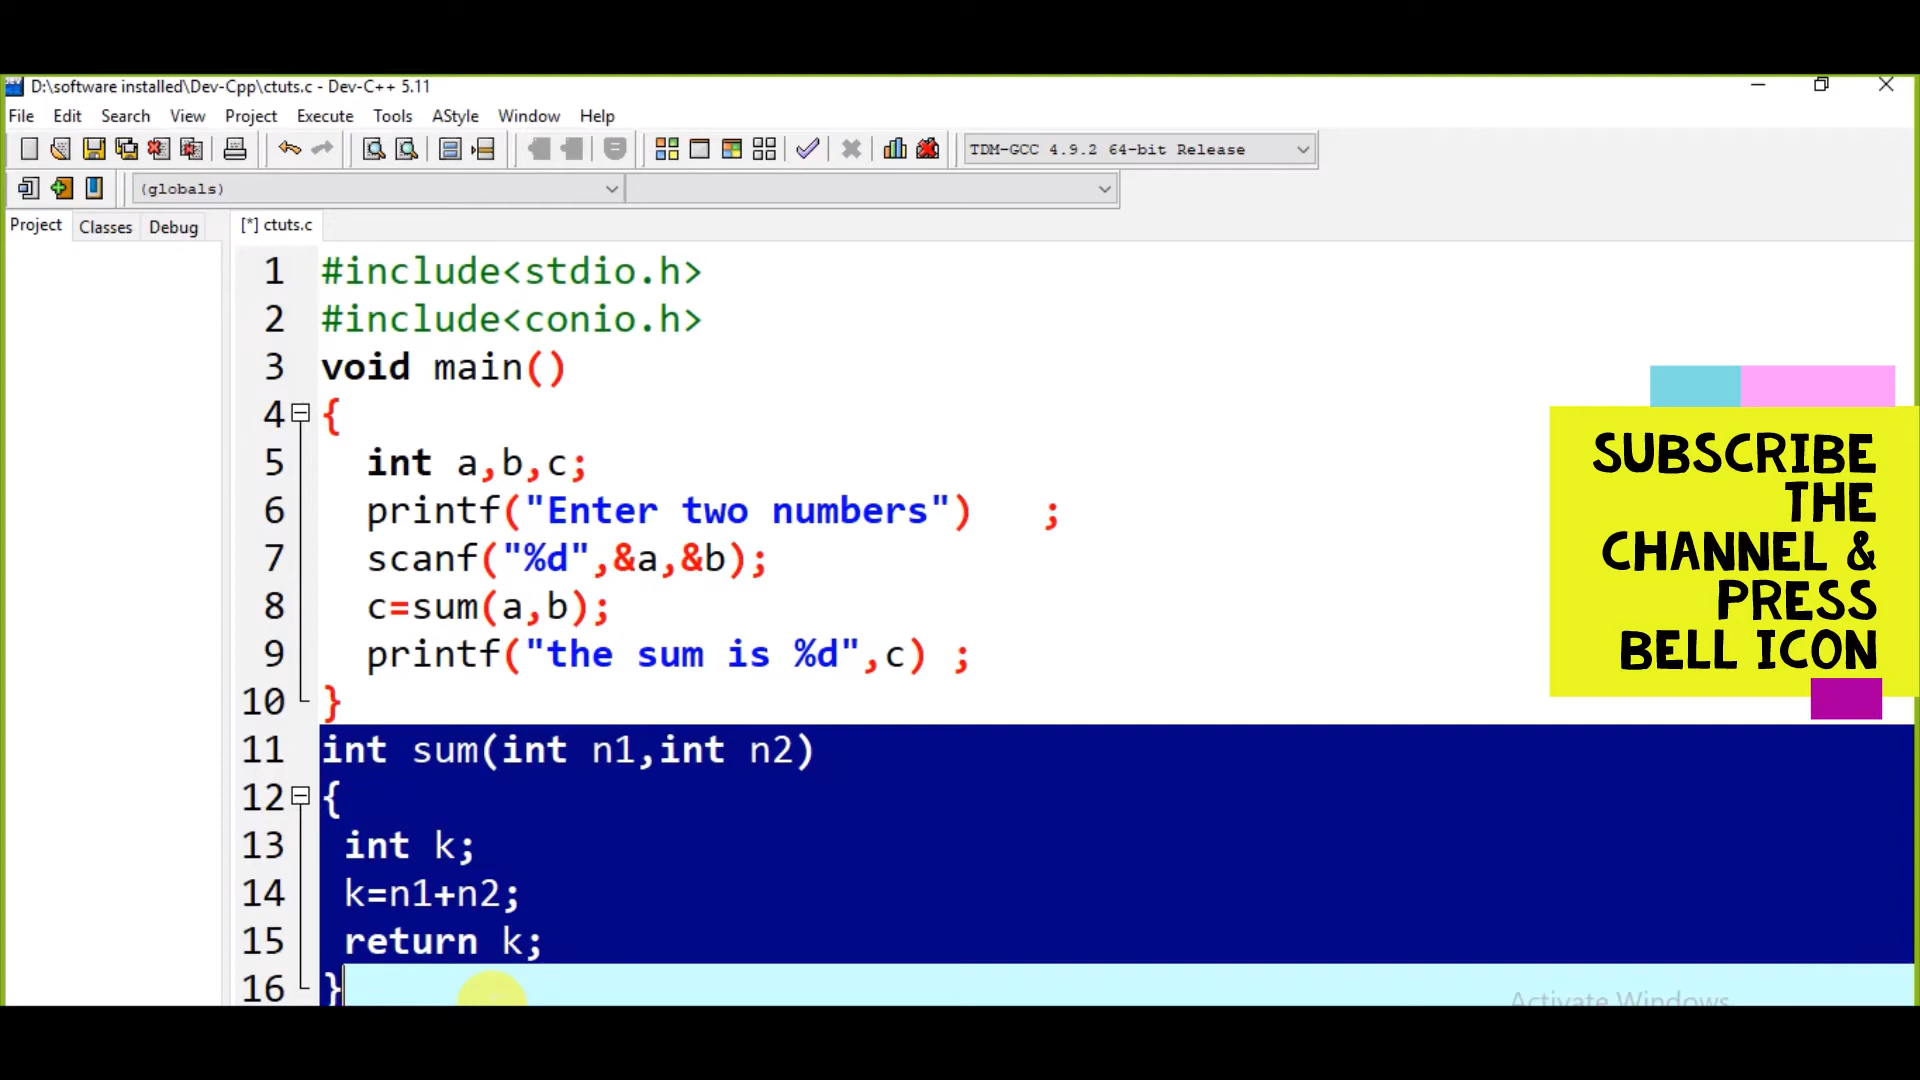 D:\software installed\Dev-Cpp\ctuts.c - Dev-C++ 5.11
File Edit Search View Project Execute Tools AStyle Window Help
TDM-GCC 4.9.2 64-bit Release
(globals)
Project Classes Debug [*] ctuts.c
1 #include<stdio.h>
2 #include<conio.h>
3 void main()
4 {
5 int a,b,c;
6 printf("Enter two numbers") ;
7 scanf("%d",&a,&b);
8 c=sum(a,b);
9 printf("the sum is %d",c) ;
10 }
11 int sum(int n1,int n2)
12 {
13 int k;
14 k=n1+n2;
15 return k;
16 }
SUBSCRIBE
THE
CHANNEL &
PRESS
BELL ICON
Activate Windows